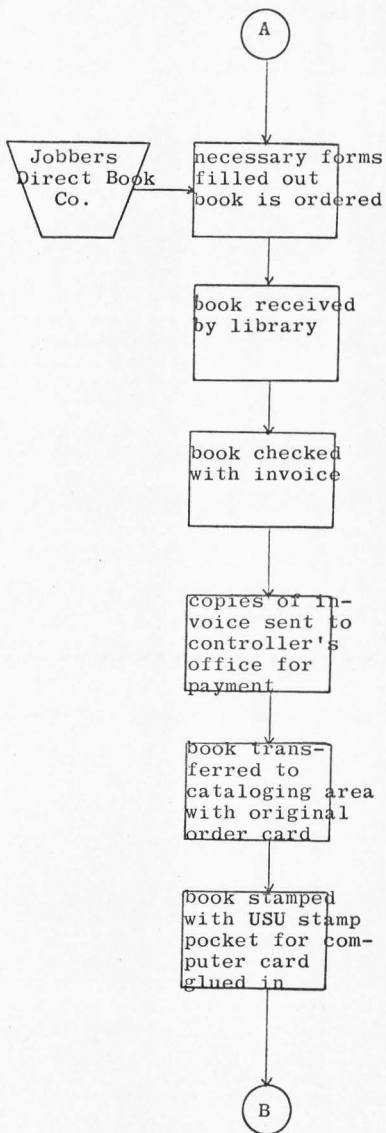 A
Jobbers
Direct Book
Co.
necessary forms
filled out
book is ordered
book received
by library
book checked
with invoice
copies of in-
voice sent to
controller's
office for
payment
book trans-
ferred to
cataloging area
with original
order card
book stamped
with USU stamp
pocket for com-
puter card
glued in
B